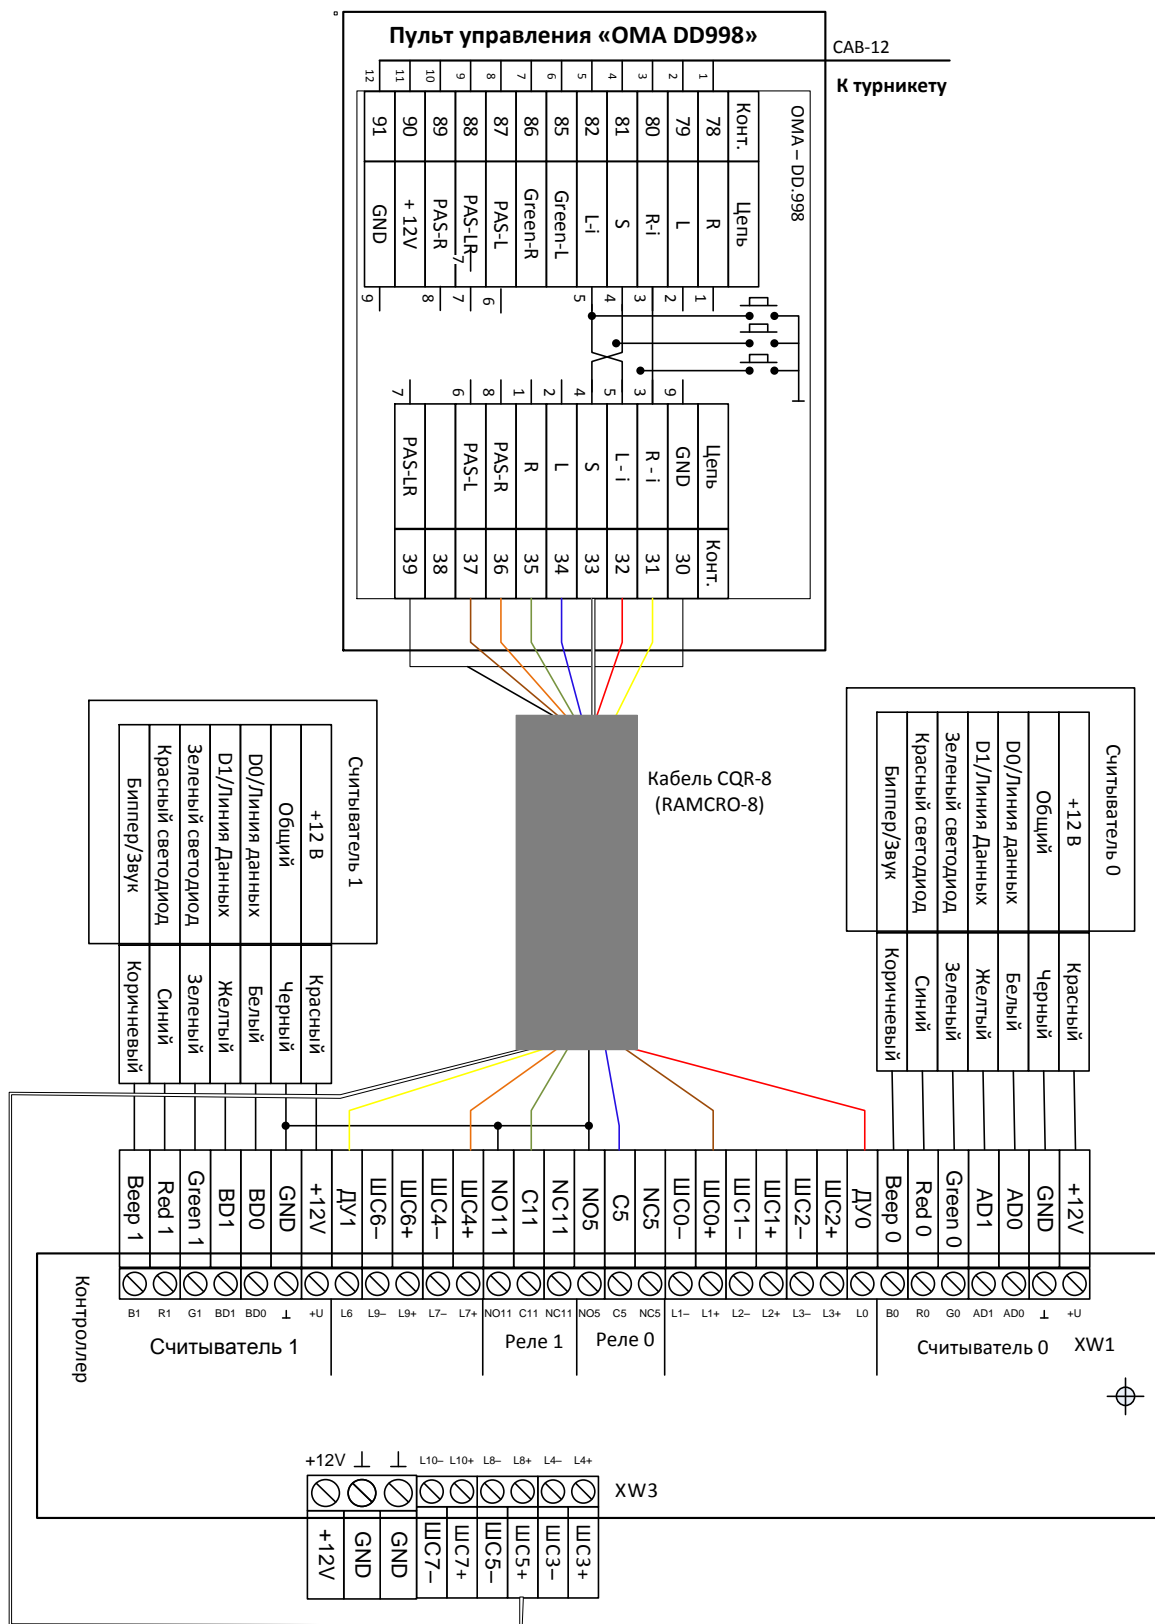 Пульт управления «ОМА DD998»
CAB-12
К турникету
12 11 10 9 8 7 6 5 4 3 2 1
91 90 89 88 87 86 85 82 81 80 79 78 Конт.
GND + 12V PAS-R PAS-LR PAS-L Green-R Green-L L-i S R-i L R Цепь
ОМА – DD.998
7
9 8 7 6 5 4 3 2 1
7 6 8 1 2 4 5 3 9
PAS-LR PAS-L PAS-R R L S L - i R - i GND Цепь
39 38 37 36 35 34 33 32 31 30 Конт.
Кабель CQR-8
(RAMCRO-8)
Считыватель 1
Биппер/Звук
Красный светодиод
Зеленый светодиод
D1/Линия Данных
D0/Линия данных
Общий
+12 В
Коричневый
Синий
Зеленый
Желтый
Белый
Черный
Красный
Считыватель 0
Биппер/Звук
Красный светодиод
Зеленый светодиод
D1/Линия Данных
D0/Линия данных
Общий
+12 В
Коричневый
Синий
Зеленый
Желтый
Белый
Черный
Красный
Beep 1 Red 1 Green 1 BD1 BD0 GND +12V ДУ1 ШС6– ШС6+ ШС4– ШС4+ NO11 C11 NC11 NO5 C5 NC5 ШС0– ШС0+ ШС1– ШС1+ ШС2– ШС2+ ДУ0 Beep 0 Red 0 Green 0 AD1 AD0 GND +12V
B1 R1 G1 BD1 BD0 ⊥ +U L6 L9– L9+ L7– L7+ NO11 C11 NC11 NO5 C5 NC5 L1– L1+ L2– L2+ L3– L3+ L0 B0 R0 G0 AD1 AD0 ⊥ +U
Контроллер
Считыватель 1
Реле 1
Реле 0
Считыватель 0
XW1
+12V ⊥ ⊥ L10– L10+ L8– L8+ L4– L4+
XW3
+12V GND GND ШС7– ШС7+ ШС5– ШС5+ ШС3– ШС3+